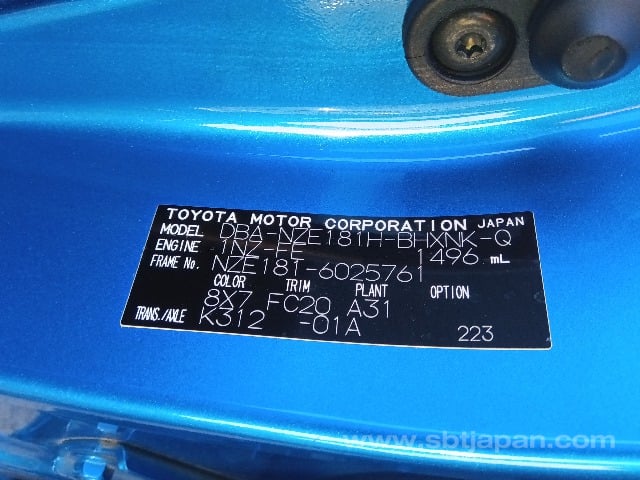 TOYOTA MOTOR CORPORATION JAPAN
MODEL DBA-NZE181H-BHXNK-Q
ENGINE 1NZ-FE 1496 mL
FRAME No. NZE181-6025761
COLOR TRIM PLANT OPTION
8X7 FC20 A31
TRANS./AXLE K312 -01A
223
www.sbtjapan.com